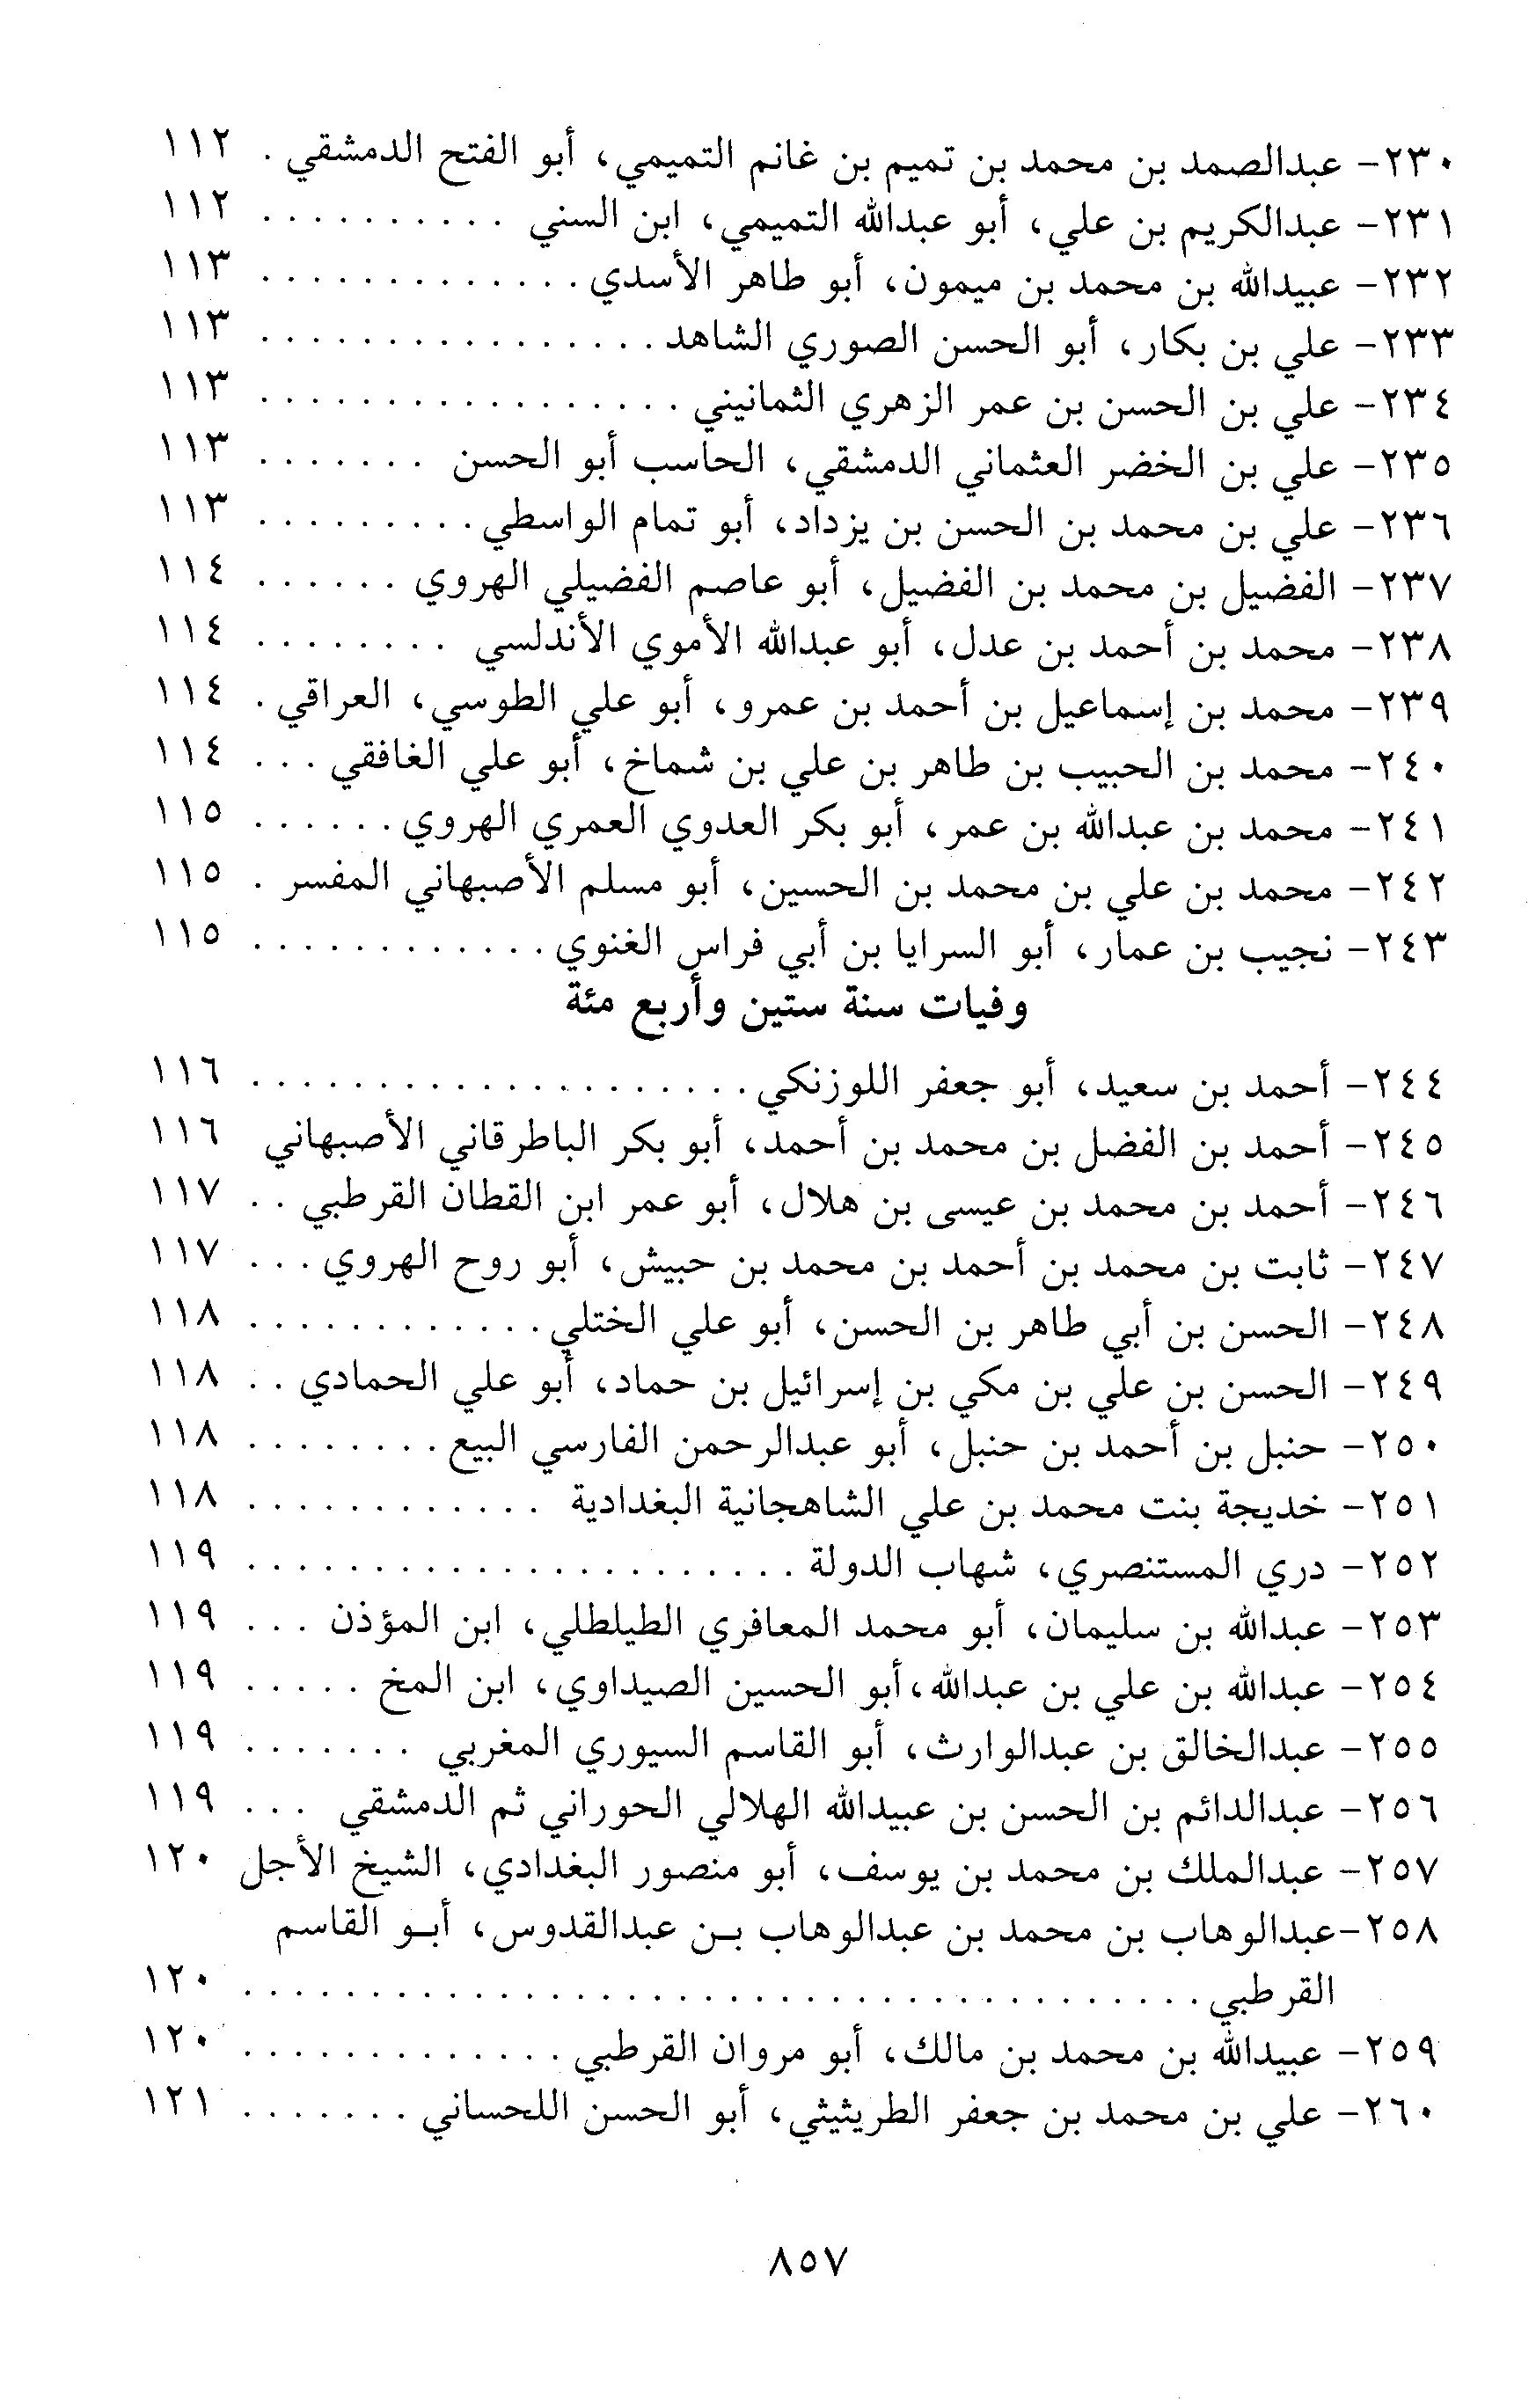 ٢٣٠- عبدالصمد بن محمد بن تميم بن غانم التميمي، أبو الفتح الدمشقي . ١١٢
٢٣١- عبدالكريم بن علي، أبو عبدالله التميمي، ابن السني . . . . . . . . . . ١١٢
٢٣٢- عبيدالله بن محمد بن ميمون، أبو طاهر الأسدي . . . . . . . . . . . . . ١١٣
٢٣٣- علي بن بكار، أبو الحسن الصوري الشاهد . . . . . . . . . . . . . . . . ١١٣
٢٣٤- علي بن الحسن بن عمر الزهري الثمانيني . . . . . . . . . . . . . . . . . ١١٣
٢٣٥- علي بن الخضر العثماني الدمشقي، الحاسب أبو الحسن . . . . . . . ١١٣
٢٣٦- علي بن محمد بن الحسن بن يزداد، أبو تمام الواسطي . . . . . . . . . ١١٣
٢٣٧- الفضيل بن محمد بن الفضيل، أبو عاصم الفضيلي الهروي . . . . . . ١١٤
٢٣٨- محمد بن أحمد بن عدل، أبو عبدالله الأموي الأندلسي . . . . . . . . ١١٤
٢٣٩- محمد بن إسماعيل بن أحمد بن عمرو، أبو علي الطوسي، العراقي . ١١٤
٢٤٠- محمد بن الحبيب بن طاهر بن علي بن شماخ، أبو علي الغافقي . . . ١١٤
٢٤١- محمد بن عبدالله بن عمر، أبو بكر العدوي العمري الهروي . . . . . . ١١٥
٢٤٢- محمد بن علي بن محمد بن الحسين، أبو مسلم الأصبهاني المفسر . ١١٥
٢٤٣- نجيب بن عمار، أبو السرايا بن أبي فراس الغنوي . . . . . . . . . . . . ١١٥
وفيات سنة ستين وأربع مئة
٢٤٤- أحمد بن سعيد، أبو جعفر اللوزنكي . . . . . . . . . . . . . . . . . . . . ١١٦
٢٤٥- أحمد بن الفضل بن محمد بن أحمد، أبو بكر الباطرقاني الأصبهاني ١١٦
٢٤٦- أحمد بن محمد بن عيسى بن هلال، أبو عمر ابن القطان القرطبي . . ١١٧
٢٤٧- ثابت بن محمد بن أحمد بن محمد بن حبيش، أبو روح الهروي . . . ١١٧
٢٤٨- الحسن بن أبي طاهر بن الحسن، أبو علي الختلي . . . . . . . . . . . . ١١٨
٢٤٩- الحسن بن علي بن مكي بن إسرائيل بن حماد، أبو علي الحمادي . . ١١٨
٢٥٠- حنبل بن أحمد بن حنبل، أبو عبدالرحمن الفارسي البيع . . . . . . . . ١١٨
٢٥١- خديجة بنت محمد بن علي الشاهجانية البغدادية . . . . . . . . . . . . ١١٨
٢٥٢- دري المستنصري، شهاب الدولة . . . . . . . . . . . . . . . . . . . . . . ١١٩
٢٥٣- عبدالله بن سليمان، أبو محمد المعافري الطيلطلي، ابن المؤذن . . . ١١٩
٢٥٤- عبدالله بن علي بن عبدالله،أبو الحسين الصيداوي، ابن المخ . . . . . ١١٩
٢٥٥- عبدالخالق بن عبدالوارث، أبو القاسم السيوري المغربي . . . . . . . ١١٩
٢٥٦- عبدالدائم بن الحسن بن عبيدالله الهلالي الحوراني ثم الدمشقي . . . ١١٩
٢٥٧- عبدالملك بن محمد بن يوسف، أبو منصور البغدادي، الشيخ الأجل ١٢٠
٢٥٨-عبدالوهاب بن محمد بن عبدالوهاب بـن عبدالقدوس، أبـو القاسم
القرطبي . . . . . . . . . . . . . . . . . . . . . . . . . . . . . . . . . . . . . . ١٢٠
٢٥٩- عبيدالله بن محمد بن مالك، أبو مروان القرطبي . . . . . . . . . . . . . ١٢٠
٢٦٠- علي بن محمد بن جعفر الطريثيثي، أبو الحسن اللحساني . . . . . . . ١٢١
٨٥٧